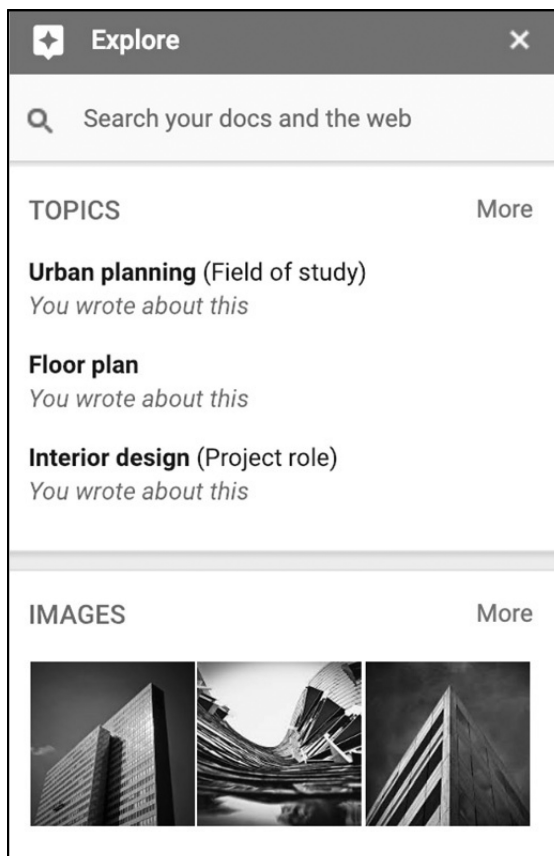 Explore
Search your docs and the web
TOPICS More
Urban planning (Field of study)
You wrote about this
Floor plan
You wrote about this
Interior design (Project role)
You wrote about this
IMAGES More